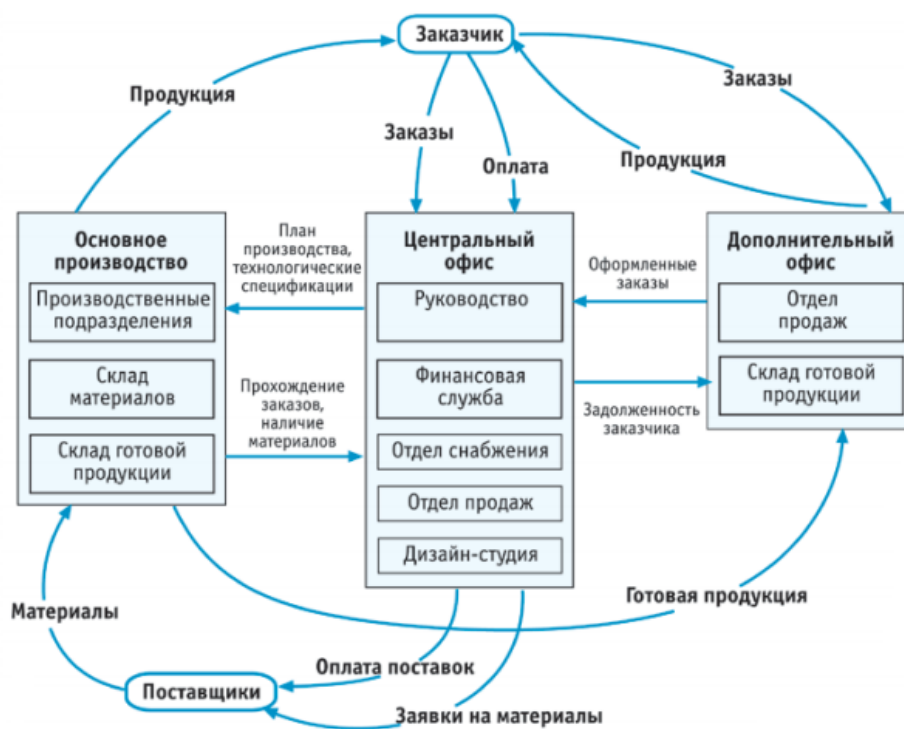 Заказчик
Продукция
Заказы
Оплата
Продукция
Заказы
Основное
производство
Производственные
подразделения
Склад
материалов
Склад готовой
продукции
План
производства,
технологические
спецификации
Прохождение
заказов,
наличие
материалов
Центральный
офис
Руководство
Финансовая
служба
Отдел снабжения
Отдел продаж
Дизайн-студия
Оформленные
заказы
Задолженность
заказчика
Дополнительный
офис
Отдел
продаж
Склад готовой
продукции
Материалы
Готовая продукция
Оплата поставок
Поставщики
Заявки на материалы